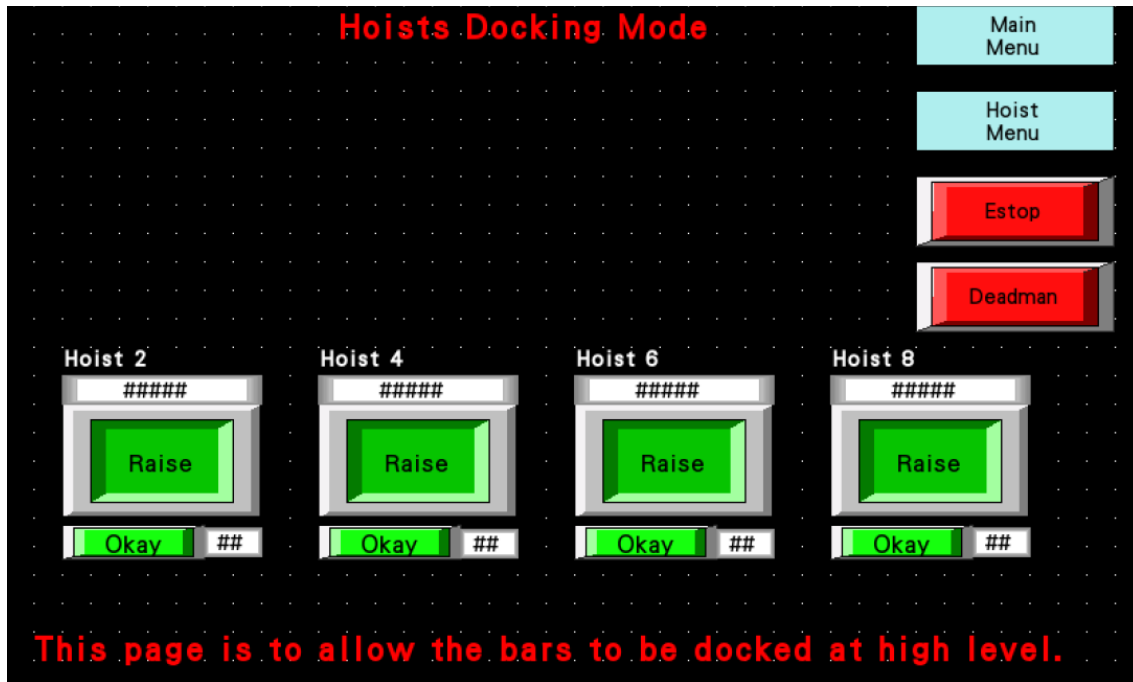 Hoists Docking Mode
Main
Menu
Hoist
Menu
Estop
Deadman
Hoist 2
Hoist 4
Hoist 6
Hoist 8
#####
#####
#####
#####
Raise
Raise
Raise
Raise
Okay
##
Okay
##
Okay
##
Okay
##
This page is to allow the bars to be docked at high level.